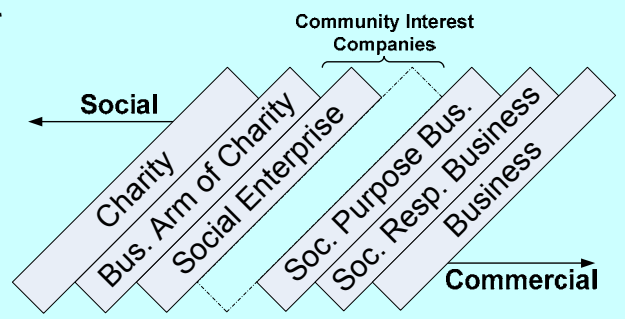 Community Interest
Companies
Social
Charity
Bus. Arm of Charity
Social Enterprise
Soc. Purpose Bus.
Soc. Resp. Business
Business
Commercial